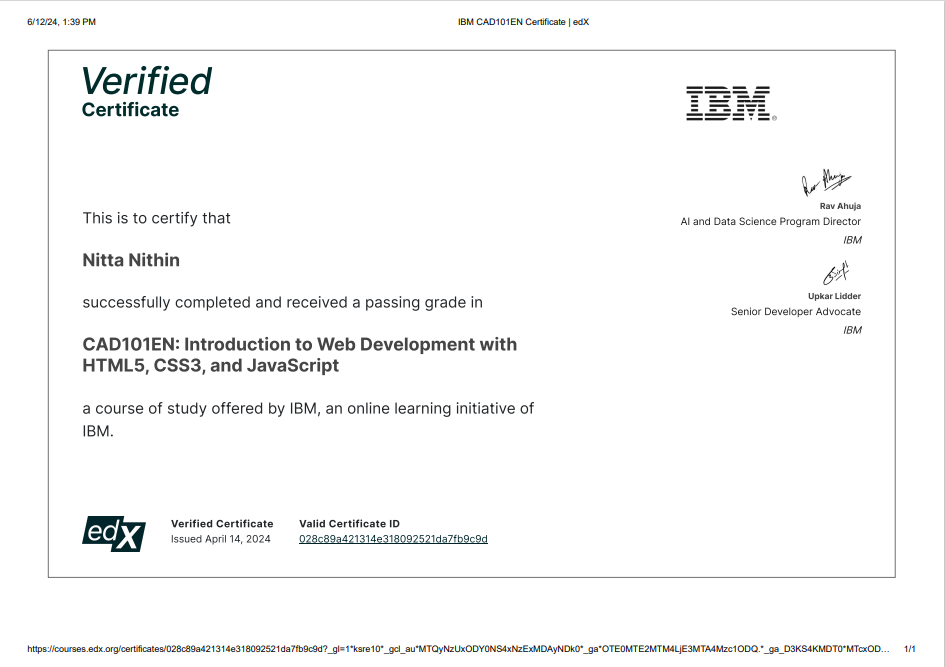 6/12/24, 1:39 PM
IBM CAD101EN Certificate | edX
Verified
Certificate
IBM®
Rav Ahuja
AI and Data Science Program Director
IBM
Upkar Lidder
Senior Developer Advocate
IBM
This is to certify that
Nitta Nithin
successfully completed and received a passing grade in
CAD101EN: Introduction to Web Development with
HTML5, CSS3, and JavaScript
a course of study offered by IBM, an online learning initiative of
IBM.
edX
Verified Certificate
Issued April 14, 2024
Valid Certificate ID
028c89a421314e318092521da7fb9c9d
https://courses.edx.org/certificates/028c89a421314e318092521da7fb9c9d?_gl=1*ksre10*_gcl_au*MTQyNzUxODY0NS4xNzExMDAyNDk0*_ga*OTE0MTE2MTM4LjE3MTA4Mzc1ODQ.*_ga_D3KS4KMDT0*MTcxOD…
1/1